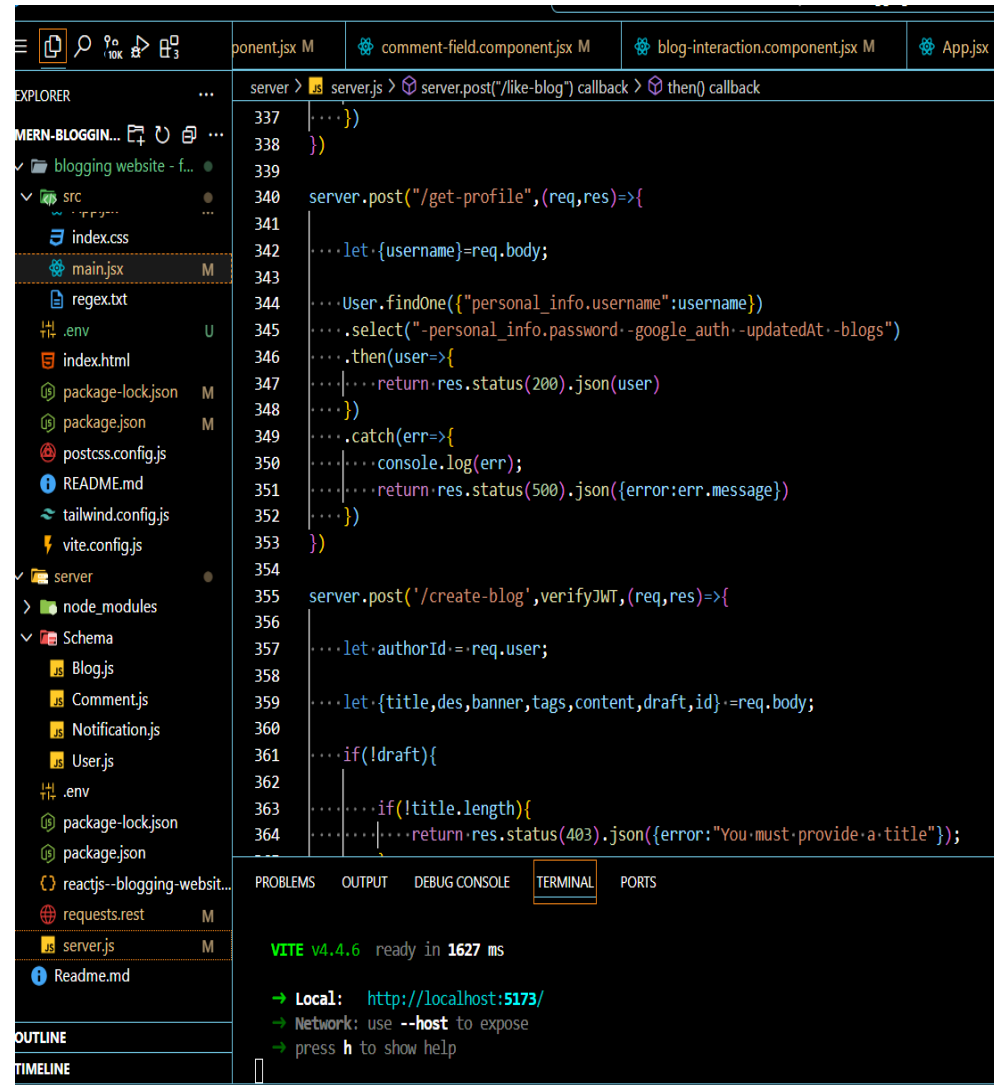 10K
3
ponent.jsx M
comment-field.component.jsx M
blog-interaction.component.jsx M
App.jsx
EXPLORER ...
server > JS server.js > server.post("/like-blog") callback > then() callback
MERN-BLOGGIN... ...
blogging website - f...
src
index.css
main.jsx M
regex.txt
.env U
index.html
package-lock.json M
package.json M
postcss.config.js
README.md
tailwind.config.js
vite.config.js
server
node_modules
Schema
JS Blog.js
JS Comment.js
JS Notification.js
JS User.js
.env
package-lock.json
package.json
{} reactjs--blogging-websit...
requests.rest M
JS server.js M
Readme.md
OUTLINE
TIMELINE
337 ····})
338 })
339
340 server.post("/get-profile",(req,res)=>{
341
342 ····let·{username}=req.body;
343
344 ····User.findOne({"personal_info.username":username})
345 ····.select("-personal_info.password·-google_auth·-updatedAt·-blogs")
346 ····.then(user=>{
347 ········return·res.status(200).json(user)
348 ····})
349 ····.catch(err=>{
350 ········console.log(err);
351 ········return·res.status(500).json({error:err.message})
352 ····})
353 })
354
355 server.post('/create-blog',verifyJWT,(req,res)=>{
356
357 ····let·authorId·=·req.user;
358
359 ····let·{title,des,banner,tags,content,draft,id}·=req.body;
360
361 ····if(!draft){
362
363 ········if(!title.length){
364 ············return·res.status(403).json({error:"You·must·provide·a·title"});
PROBLEMS OUTPUT DEBUG CONSOLE TERMINAL PORTS
VITE v4.4.6 ready in 1627 ms
→ Local: http://localhost:5173/
→ Network: use --host to expose
→ press h to show help